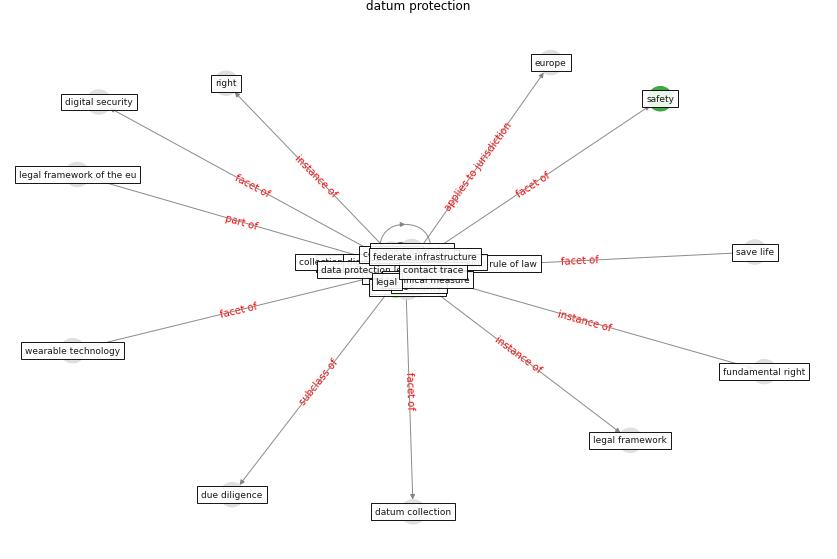 datum protection
europe
right
safety
digital security
applies to jurisdiction
instance of
facet of
facet of
legal framework of the eu
part of
federate infrastructure
rule of law
facet of
save life
data protection
contact trace
legal
measure
facet of
instance of
wearable technology
instance of
fundamental right
subclass of
facet of
legal framework
due diligence
datum collection